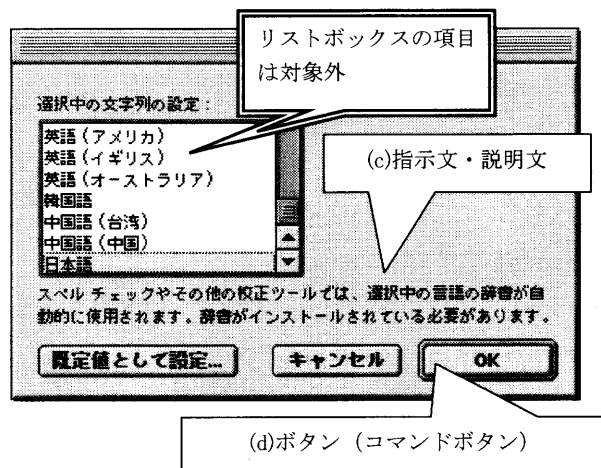 リストボックスの項目
は対象外
選択中の文字列の設定：
英語（アメリカ）
英語（イギリス）
英語（オーストラリア）
韓国語
中国語（台湾）
中国語（中国）
日本語
(c)指示文・説明文
スペル チェックやその他の校正ツールでは、選択中の言語の辞書が自
動的に使用されます。辞書がインストールされている必要があります。
既定値として設定...
キャンセル
OK
(d)ボタン（コマンドボタン）